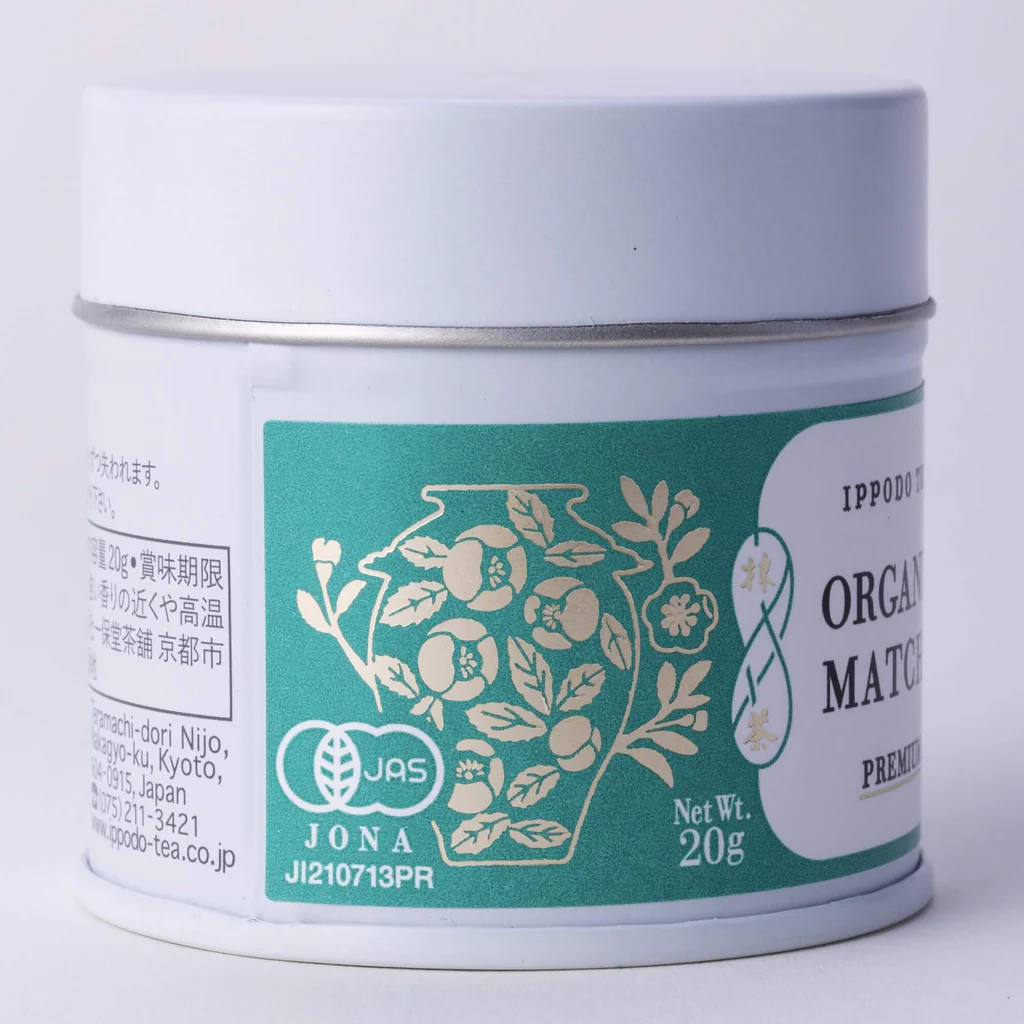 ずつ失われます。
下さい。
容量 20g●賞味期限
香りの近くや高温
一保堂茶舗 京都市
Teramachi-dori Nijo,
Nakagyo-ku, Kyoto,
604-0915, Japan
☎(075)211-3421
www.ippodo-tea.co.jp
JAS
JONA
JI210713PR
Net Wt.
20g
抹
茶
IPPODO
ORGAN
MATCH
PREMIUM